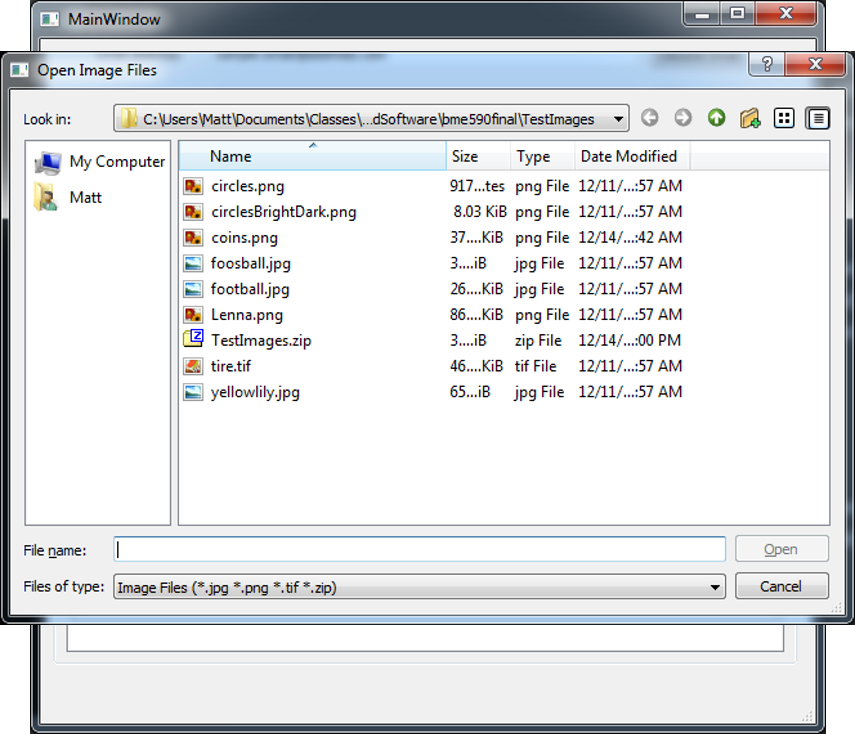 MainWindow
Open Image Files
Look in: C:\Users\Matt\Documents\Classes\...dSoftware\bme590final\TestImages
My Computer
Matt
Name Size Type Date Modified
circles.png 917...tes png File 12/11/...:57 AM
circlesBrightDark.png 8.03 KiB png File 12/11/...:57 AM
coins.png 37....KiB png File 12/14/...:42 AM
foosball.jpg 3....iB jpg File 12/11/...:57 AM
football.jpg 26....KiB jpg File 12/11/...:57 AM
Lenna.png 86....KiB png File 12/11/...:57 AM
TestImages.zip 3....iB zip File 12/14/...:00 PM
tire.tif 46....KiB tif File 12/11/...:57 AM
yellowlily.jpg 65...iB jpg File 12/11/...:57 AM
File name: Open
Files of type: Image Files (*.jpg *.png *.tif *.zip) Cancel